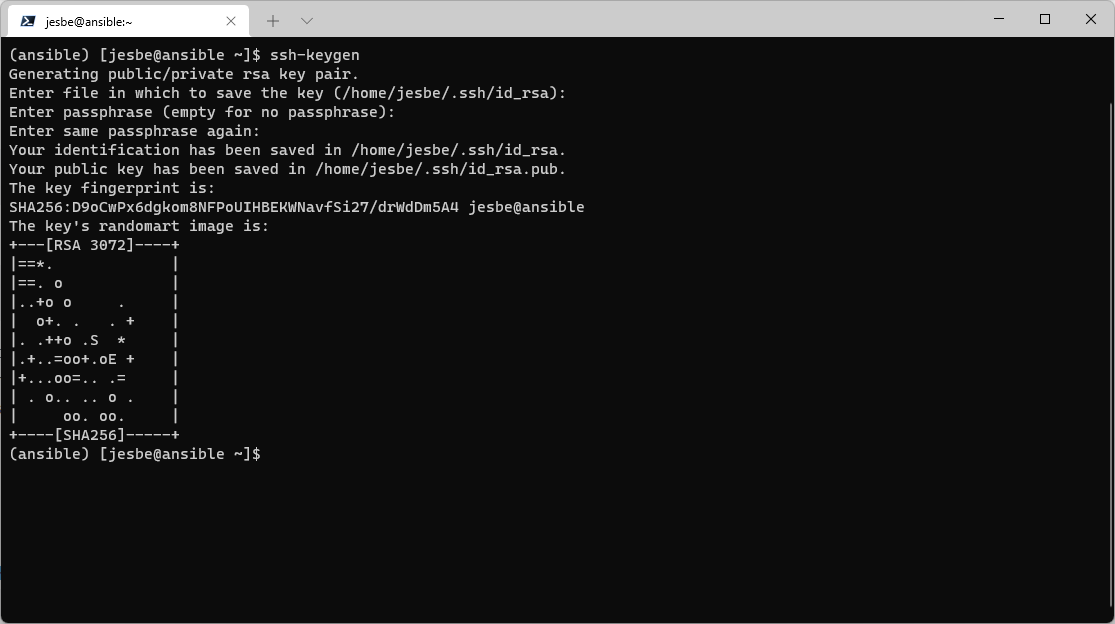 jesbe@ansible:~
(ansible) [jesbe@ansible ~]$ ssh-keygen
Generating public/private rsa key pair.
Enter file in which to save the key (/home/jesbe/.ssh/id_rsa):
Enter passphrase (empty for no passphrase):
Enter same passphrase again:
Your identification has been saved in /home/jesbe/.ssh/id_rsa.
Your public key has been saved in /home/jesbe/.ssh/id_rsa.pub.
The key fingerprint is:
SHA256:D9oCwPx6dgkom8NFPoUIHBEKWNavfSi27/drWdDm5A4 jesbe@ansible
The key's randomart image is:
+---[RSA 3072]----+
|==*.             |
|==. o            |
|..+o o     .     |
|  o+. .   . +    |
|. .++o .S  *     |
|.+..=oo+.oE +    |
|+...oo=.. .=     |
| . o.. .. o .    |
|     oo. oo.     |
+----[SHA256]-----+
(ansible) [jesbe@ansible ~]$